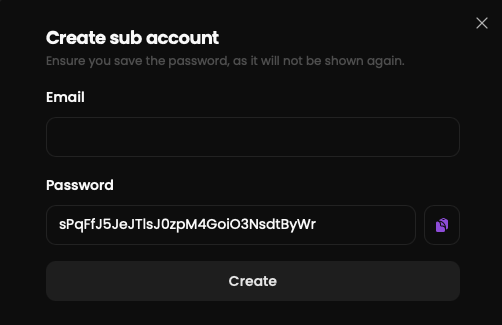 Create sub account
Ensure you save the password, as it will not be shown again.
Email
Password
sPqFfJ5JeJTlsJ0zpM4GoiO3NsdtByWr
Create